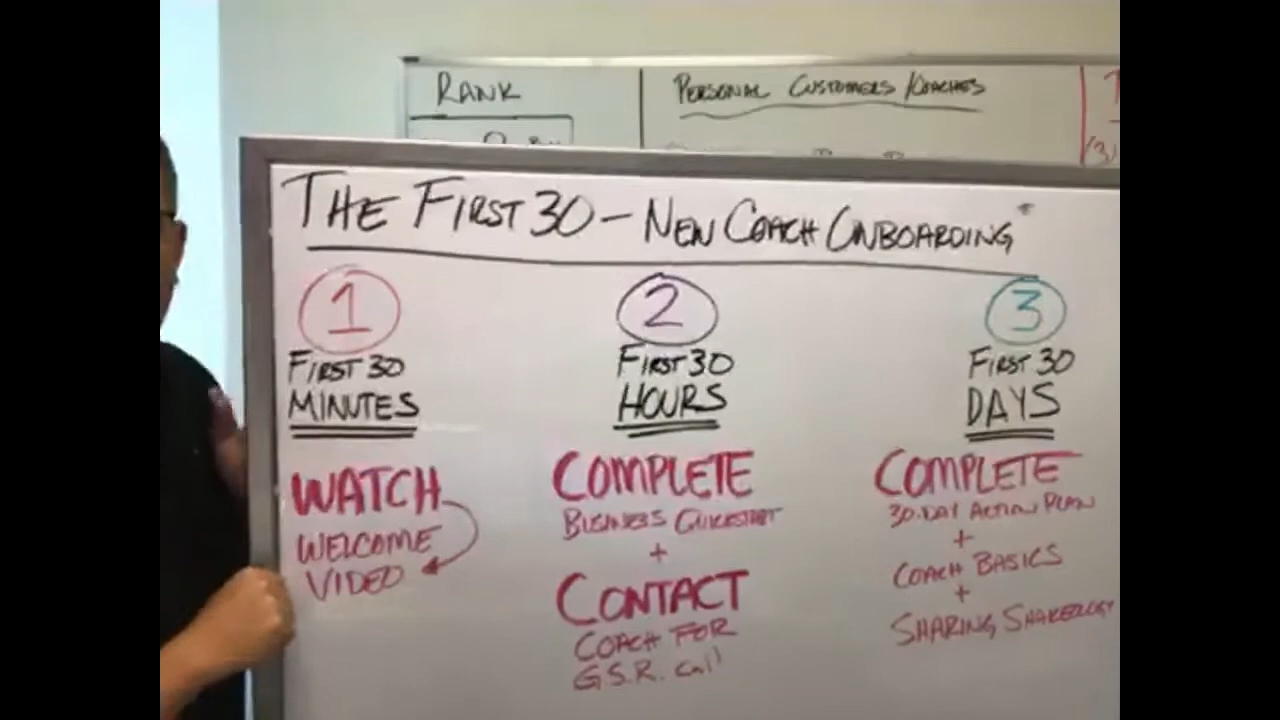 RANK
PERSONAL CUSTOMERS/COACHES
(3)
THE FIRST 30 – NEW COACH ONBOARDING*
1
FIRST 30
MINUTES
WATCH
WELCOME
VIDEO
2
FIRST 30
HOURS
COMPLETE
BUSINESS QUICKSTART
+
CONTACT
COACH FOR
G.S.R. Call
3
FIRST 30
DAYS
COMPLETE
30-DAY ACTION PLAN
+
COACH BASICS
+
SHARING SHAKEOLOGY